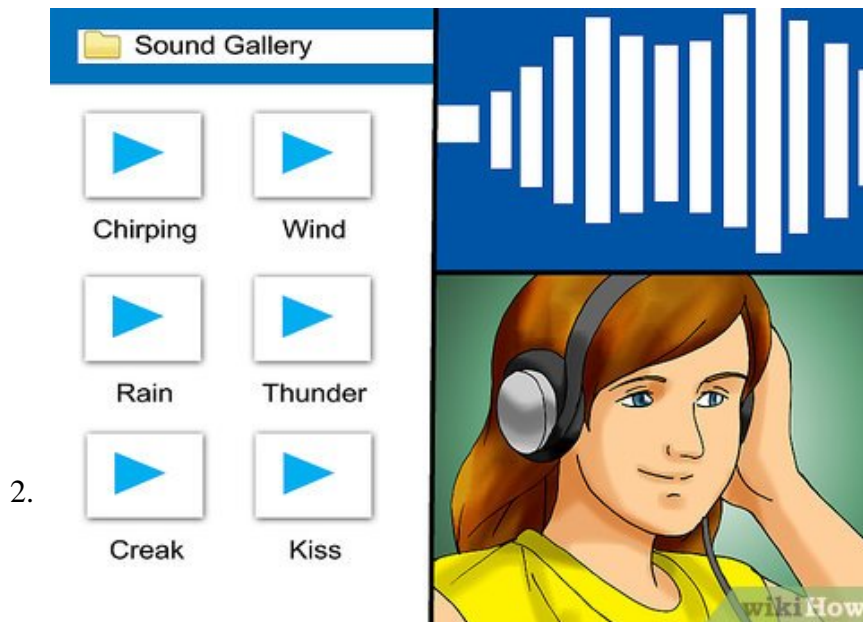 Sound Gallery
Chirping Wind
Rain Thunder
2.
Creak Kiss
wikiHow